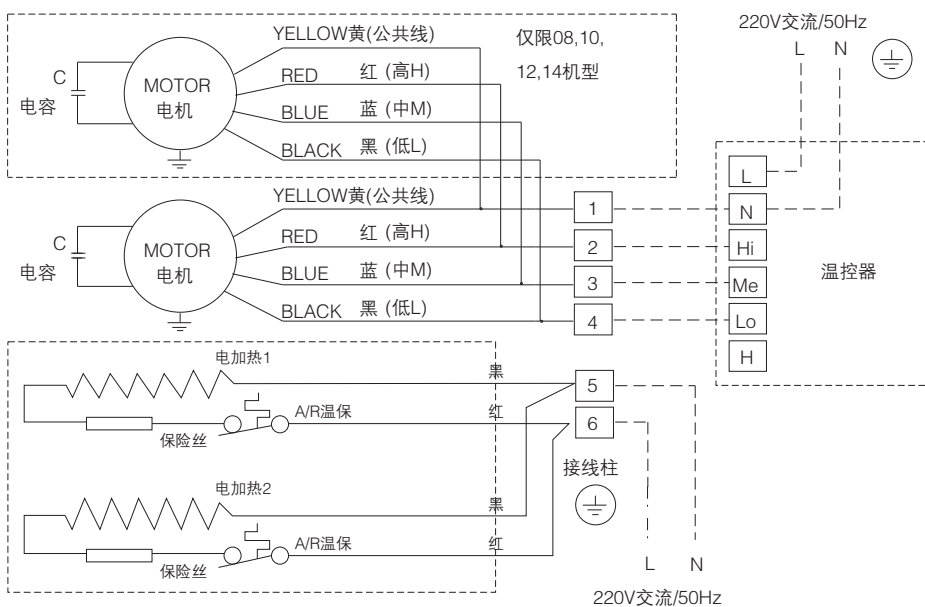 220V交流/50Hz
L N
YELLOW黄(公共线)
仅限08,10,
12,14机型
C
电容
MOTOR
电机
RED 红 (高H)
BLUE 蓝 (中M)
BLACK 黑 (低L)
L
YELLOW黄(公共线)
1
N
C
电容
MOTOR
电机
RED 红 (高H)
2
Hi
温控器
BLUE 蓝 (中M)
3
Me
BLACK 黑 (低L)
4
Lo
H
电加热1
黑
5
A/R温保
红
6
保险丝
接线柱
电加热2
黑
A/R温保
红
保险丝
L N
220V交流/50Hz